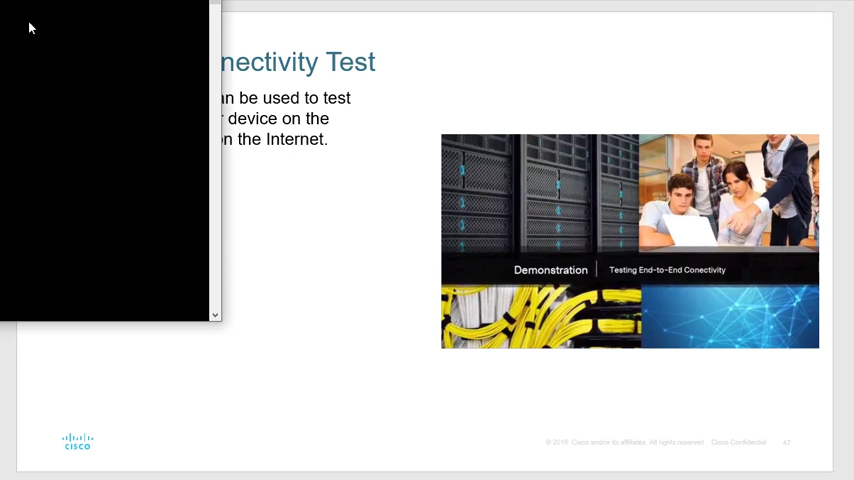 nectivity Test
an be used to test
device on the
on the Internet.
Demonstration
Testing End-to-End Conectivity
CISCO
© 2016 Cisco and/or its affiliates. All rights reserved. Cisco Confidential
47